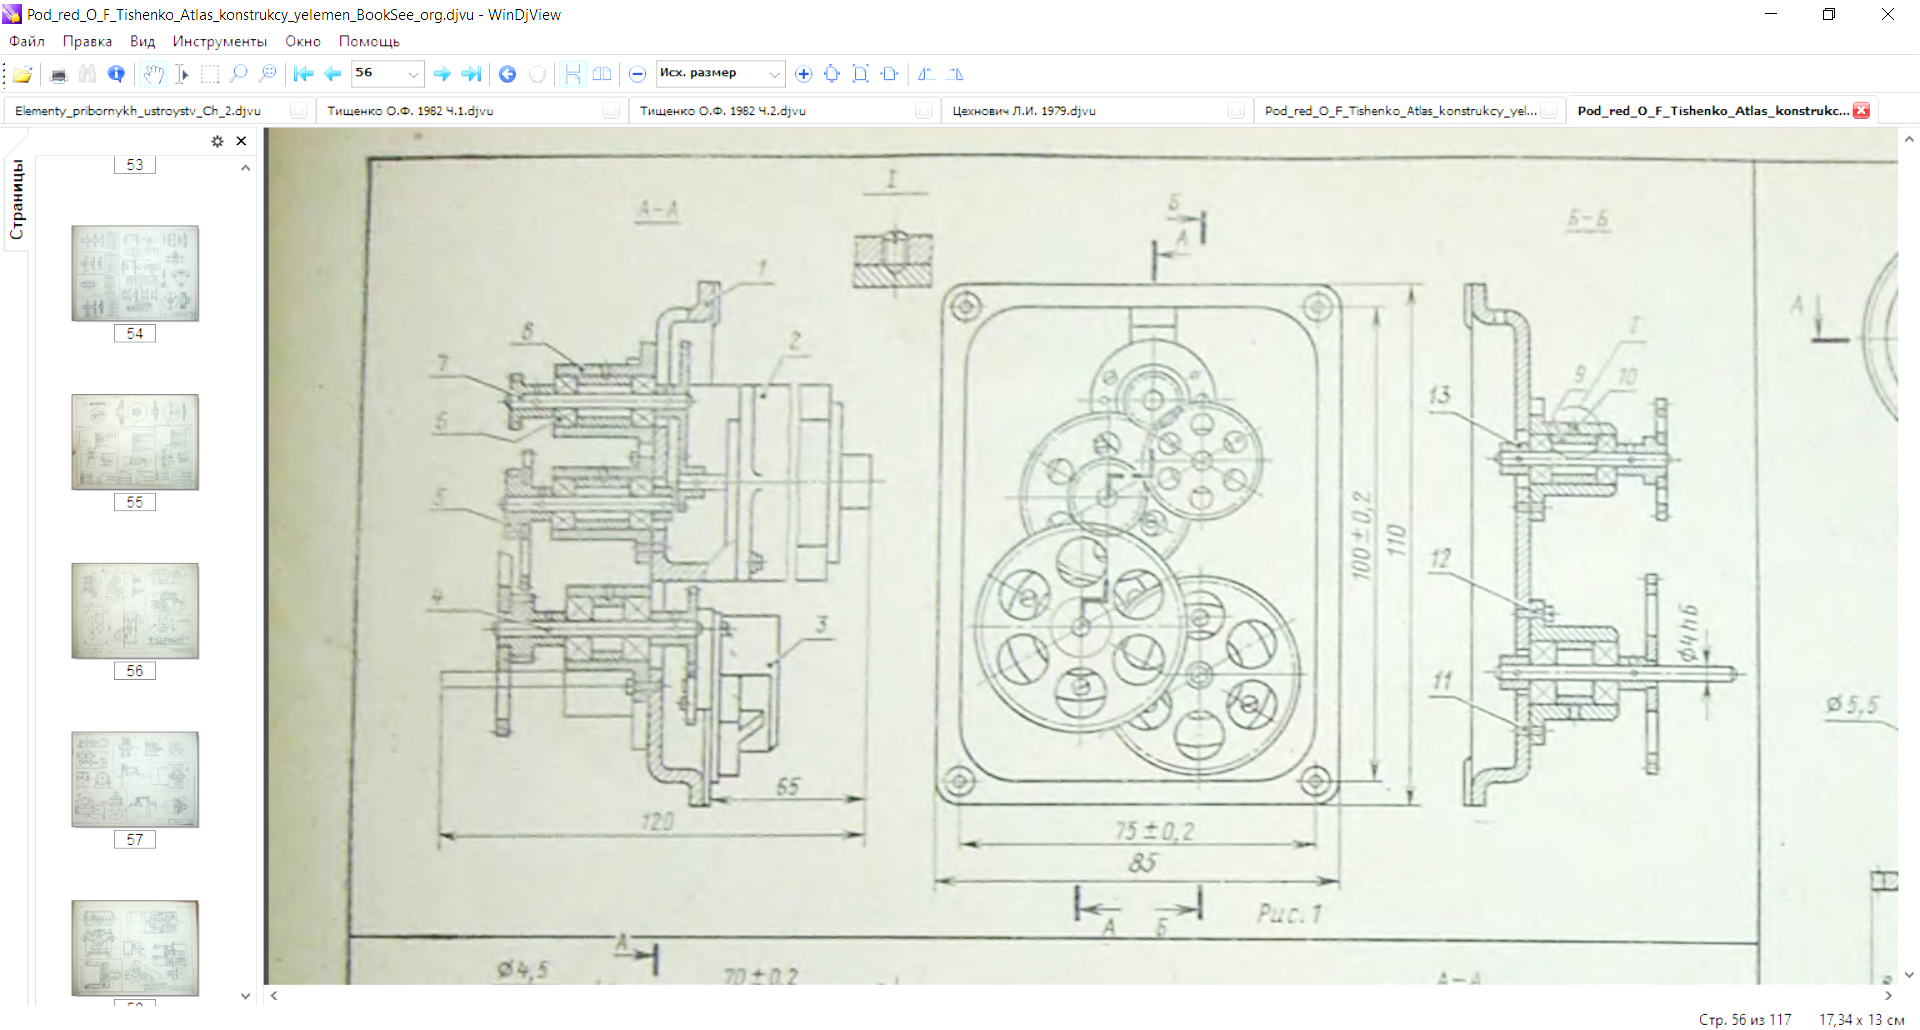 Pod_red_O_F_Tishenko_Atlas_konstrukcy_yelemen_BookSee_org.djvu - WinDjView
Файл Правка Вид Инструменты Окно Помощь
56 Исх. размер
Elementy_pribornykh_ustroystv_Ch_2.djvu Тищенко О.Ф. 1982 Ч.1.djvu Тищенко О.Ф. 1982 Ч.2.djvu Цехнович Л.И. 1979.djvu Pod_red_O_F_Tishenko_Atlas_konstrukcy_yel... Pod_red_O_F_Tishenko_Atlas_konstrukc...
Страницы
53
54
55
56
57
А-А
I
Б
А
Б-Б
1
2
3
4
5
6
7
8
9
10
11
12
13
I
А
100±0,2
110
Ø4h6
Ø5,5
65
120
75±0,2
85
А Б
Рис. 1
А
Ø4,5
70±0,2
А-А
Стр. 56 из 117 17,34 x 13 см